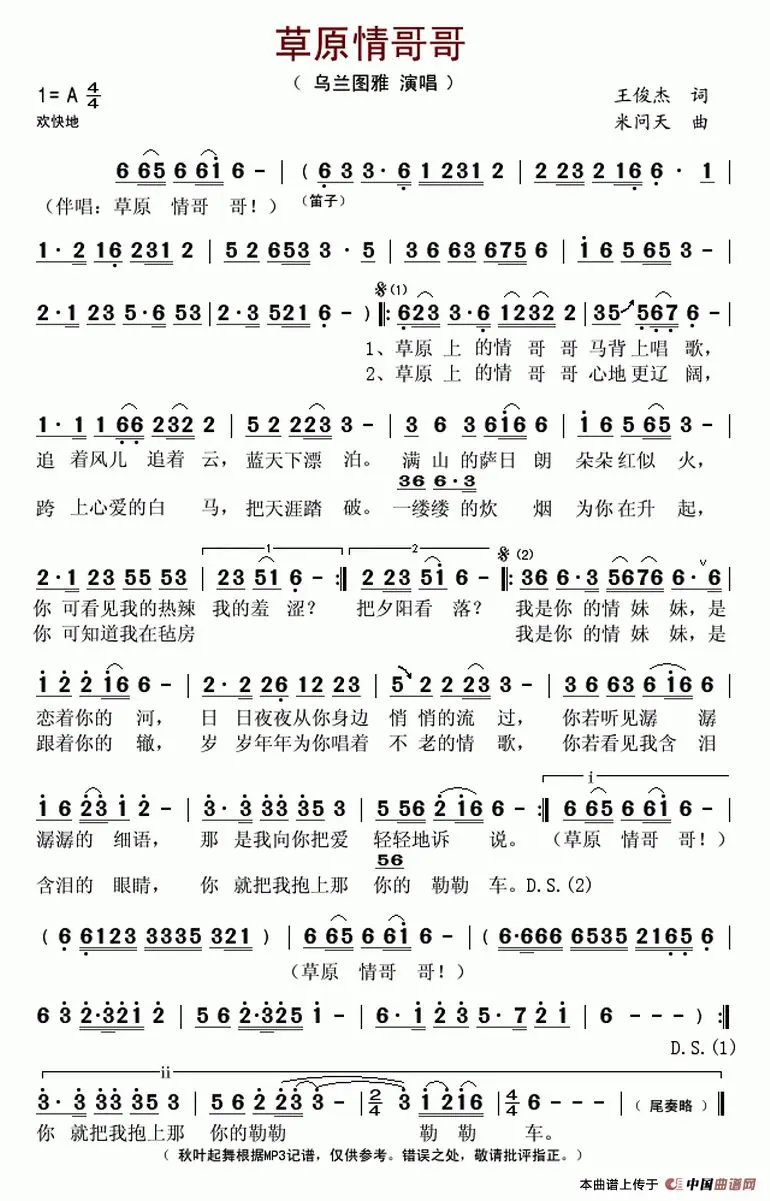 草原情哥哥
（ 乌兰图雅 演唱 ）
1= A 4/4
王俊杰 词
欢快地
米问天 曲
6 65 6 61 6 - | ( 6 3 3· 6 1 231 2 | 2 23 2 16 6 · 1 |
（伴唱：草原 情哥 哥！） （笛子）
1· 2 16 231 2 | 5 2 653 3 · 5 | 3 6 63 675 6 | 1 6 5 65 3 - |
2·1 23 5·6 53 | 2·3 521 6 - ) ‖: (1) 623 3·6 1232 2 | 35 567 6 - |
1、草原 上 的情 哥 哥 马背 上唱 歌，
2、草原 上 的情 哥 哥 心地 更辽 阔，
1· 1 1 66 232 2 | 5 2 223 3 - | 3 6 3 616 6 | 1 6 5 65 3 - |
追 着风儿 追着 云， 蓝天下漂 泊。 满 山 的萨日 朗 朵朵 红似 火，
36 6·3
跨 上心爱的白 马，把天涯踏 破。一缕缕 的炊 烟 为你在升 起，
2·1 23 55 53 | 1 23 51 6 - :‖ 2 2 23 51 6 - ‖: (2) 36 6·3 5676 6· 6 |
你 可看见我的热辣 我的羞 涩？ 把夕阳看 落？ 我是你 的情 妹 妹，是
你 可知道我在毡房 我是你 的情 妹 妹，是
1 2 2 216 6 - | 2· 2 26 12 23 | 5 2 2 23 3 - | 3 6 63 616 6 |
恋着你的 河， 日 日夜夜从你身边 悄 悄的流 过， 你若听见潺 潺
跟着你的 辙， 岁 岁年年为你唱着 不 老的情 歌， 你若看见我含 泪
1 6 23 1 2 - | 3· 3 33 35 3 | 5 56 2 16 6 - :‖ i 6 65 6 61 6 - |
潺潺的 细语， 那 是我向你把爱 轻轻地诉 说。 （草原 情哥 哥！）
56
含泪的 眼睛， 你 就把我抱上那 你的 勒勒 车。D.S.(2)
( 6 6123 3335 321 ) | 6 65 6 61 6 - | (6·666 6535 2165 6 |
（草原 情哥 哥！）
6 3 2·321 2 | 56 2·325 1 - | 6· 1 23 5· 7 2 1 | 6 - - - ) :‖
D.S.(1)
ii
3· 3 33 35 3 | 5 6 2 23 3 - | 2/4 3 1 216 | 4/4 6 - - - | （ 尾奏略 ）‖
你 就把我抱上那 你的勒勒 勒 勒 车。
（ 秋叶起舞根据MP3记谱，仅供参考。错误之处，敬请批评指正。）
本曲谱上传于 中国曲谱网